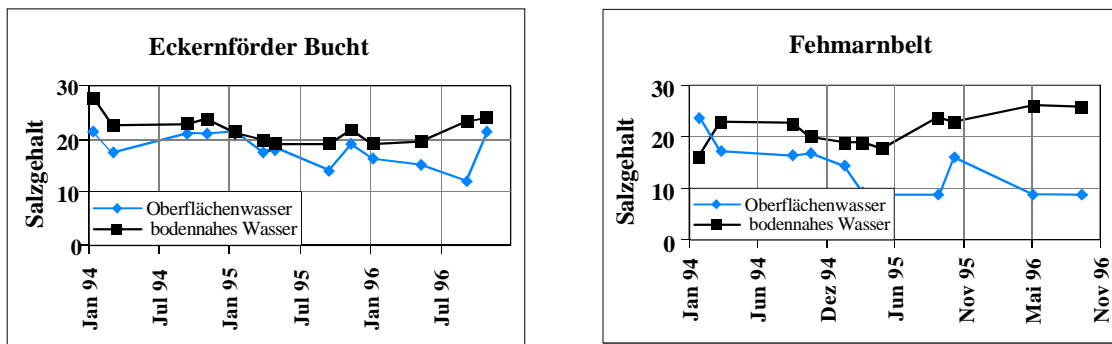 Eckernförder Bucht
Salzgehalt
30
20
10
0
Oberflächenwasser
bodennahes Wasser
Jan 94
Jul 94
Jan 95
Jul 95
Jan 96
Jul 96
Fehmarnbelt
Salzgehalt
30
20
10
0
Oberflächenwasser
bodennahes Wasser
Jan 94
Jun 94
Dez 94
Jun 95
Nov 95
Mai 96
Nov 96